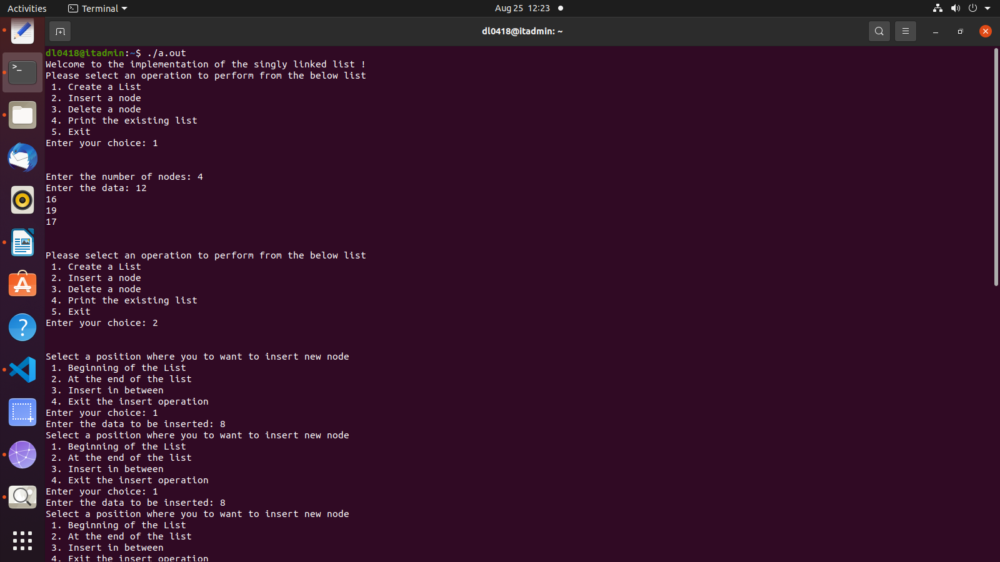 Activities Terminal Aug 25 12:23
dl0418@itadmin: ~
dl0418@itadmin:~$ ./a.out
Welcome to the implementation of the singly linked list !
Please select an operation to perform from the below list
1. Create a List
2. Insert a node
3. Delete a node
4. Print the existing list
5. Exit
Enter your choice: 1
Enter the number of nodes: 4
Enter the data: 12
16
19
17
Please select an operation to perform from the below list
1. Create a List
2. Insert a node
3. Delete a node
4. Print the existing list
5. Exit
Enter your choice: 2
Select a position where you to want to insert new node
1. Beginning of the List
2. At the end of the list
3. Insert in between
4. Exit the insert operation
Enter your choice: 1
Enter the data to be inserted: 8
Select a position where you to want to insert new node
1. Beginning of the List
2. At the end of the list
3. Insert in between
4. Exit the insert operation
Enter your choice: 1
Enter the data to be inserted: 8
Select a position where you to want to insert new node
1. Beginning of the List
2. At the end of the list
3. Insert in between
4. Exit the insert operation